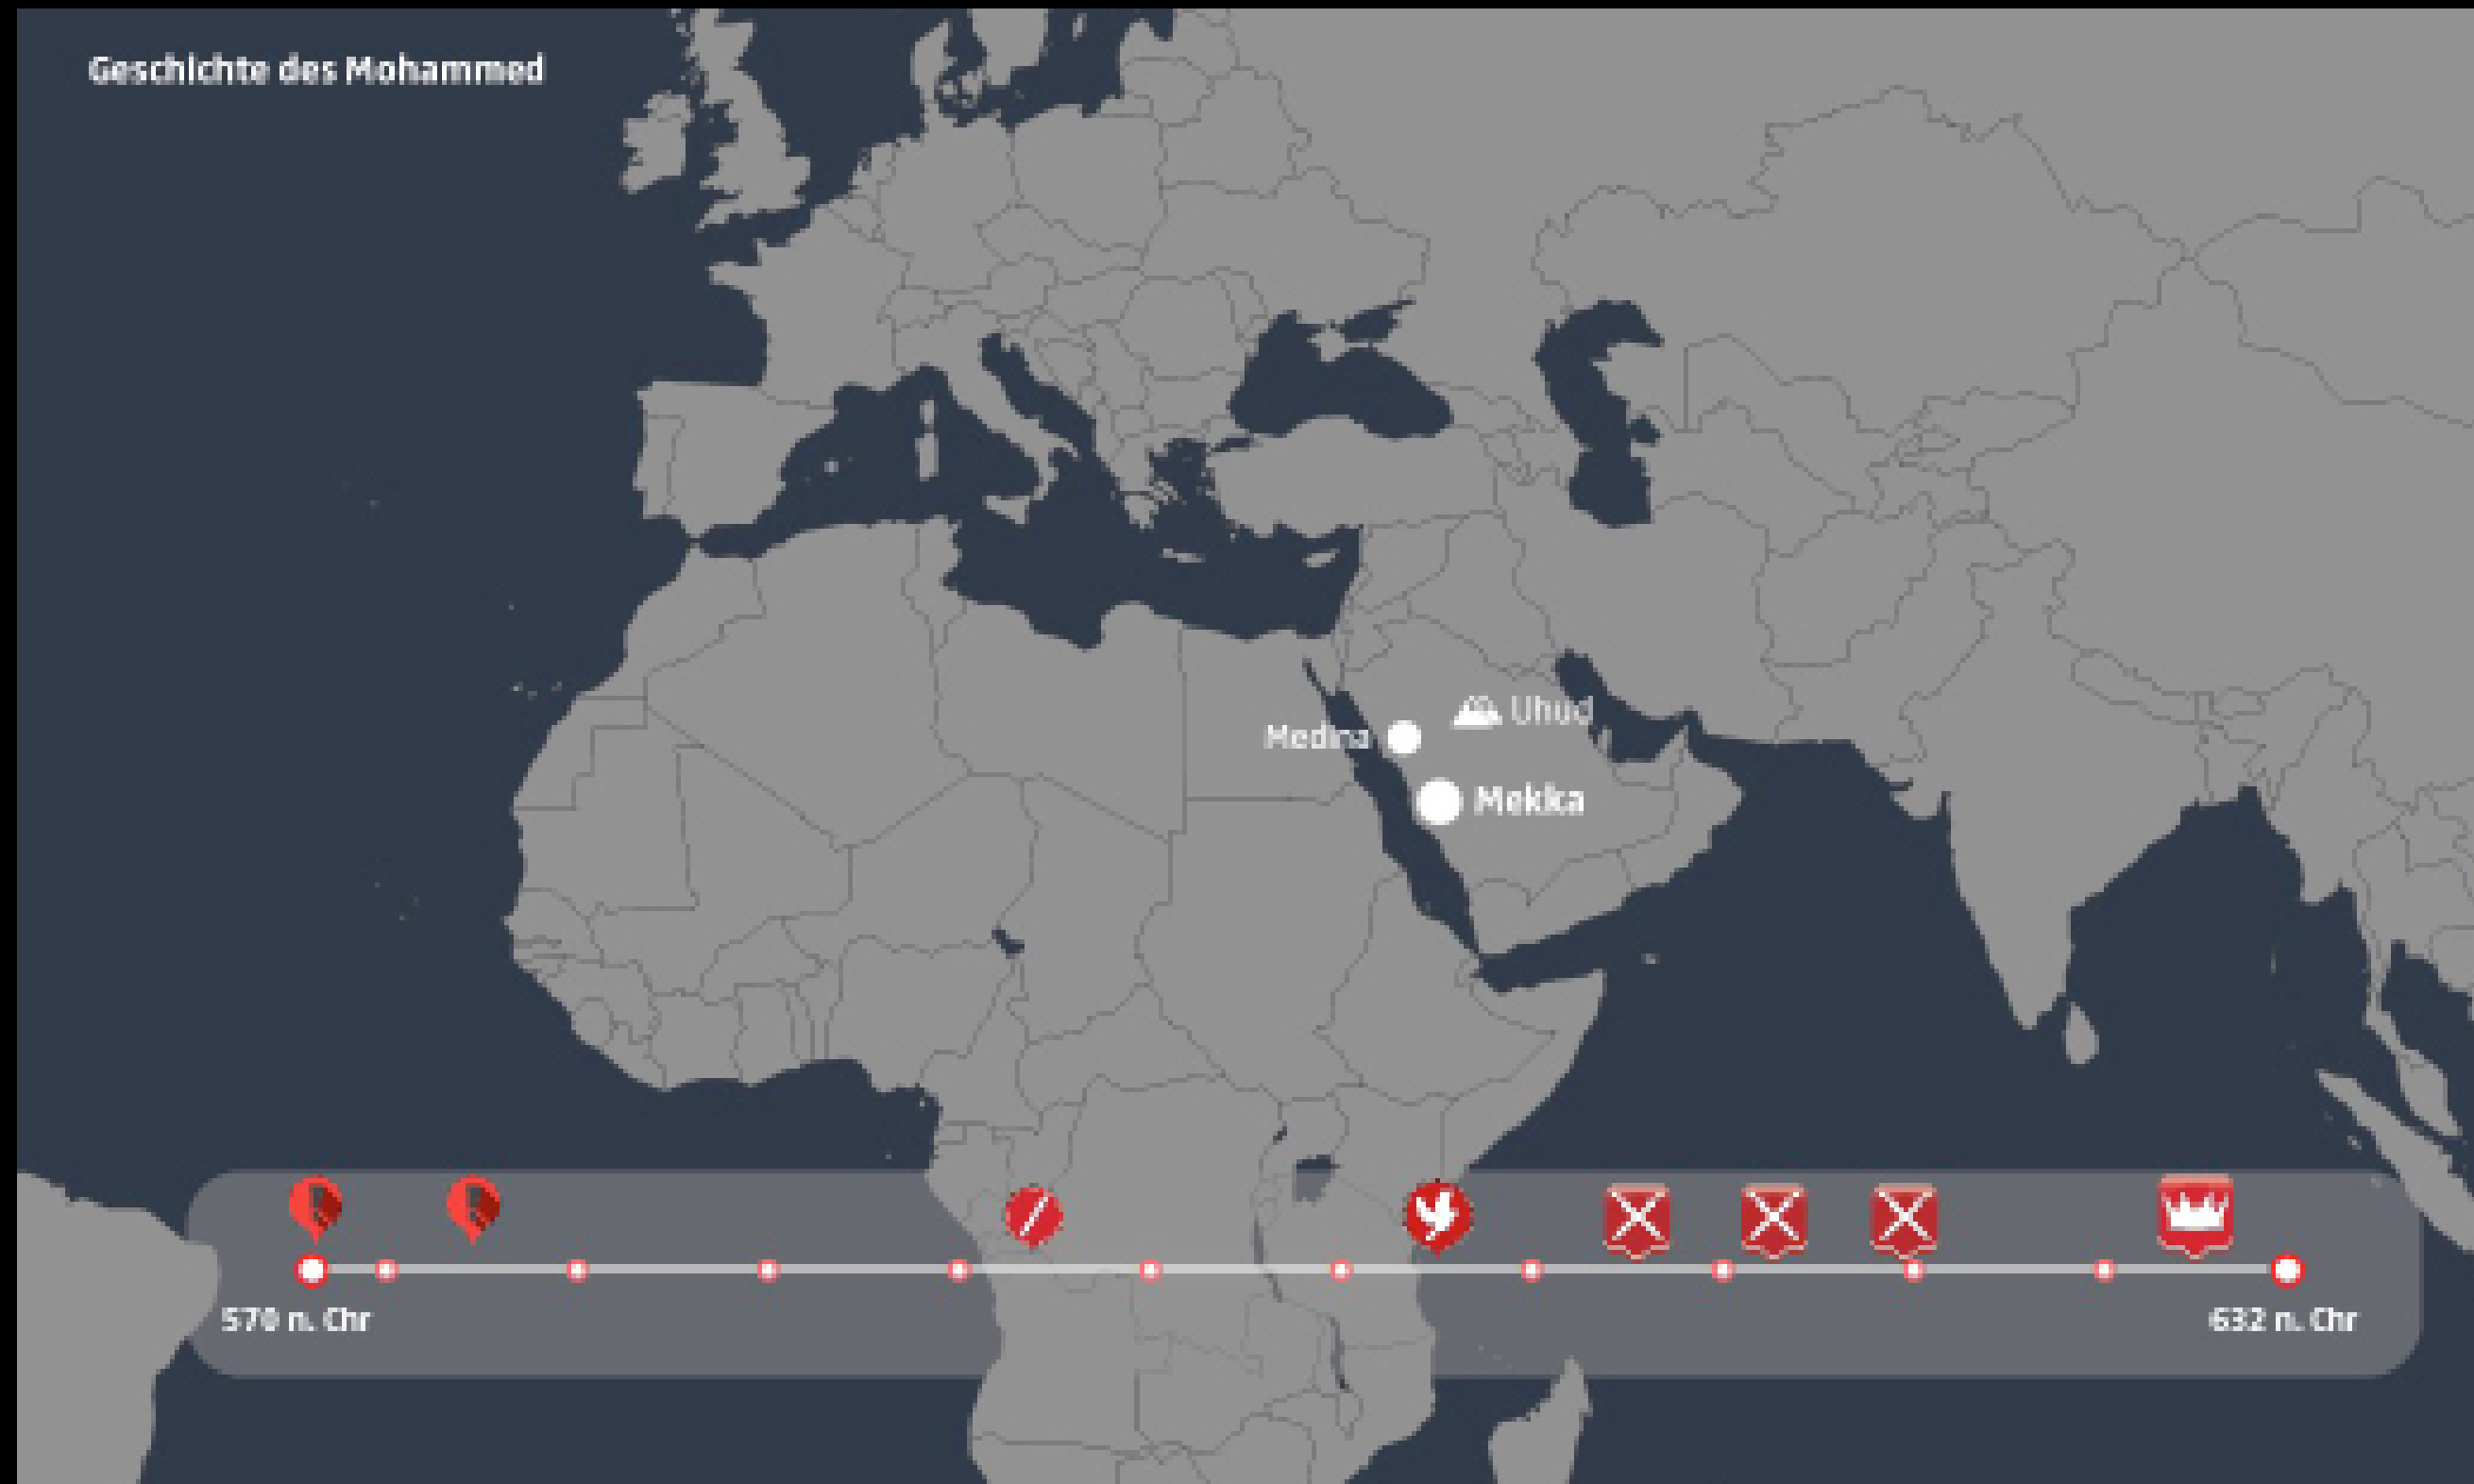 Geschichte des Mohammed
Uhud
Medina
Mekka
570 n. Chr
632 n. Chr